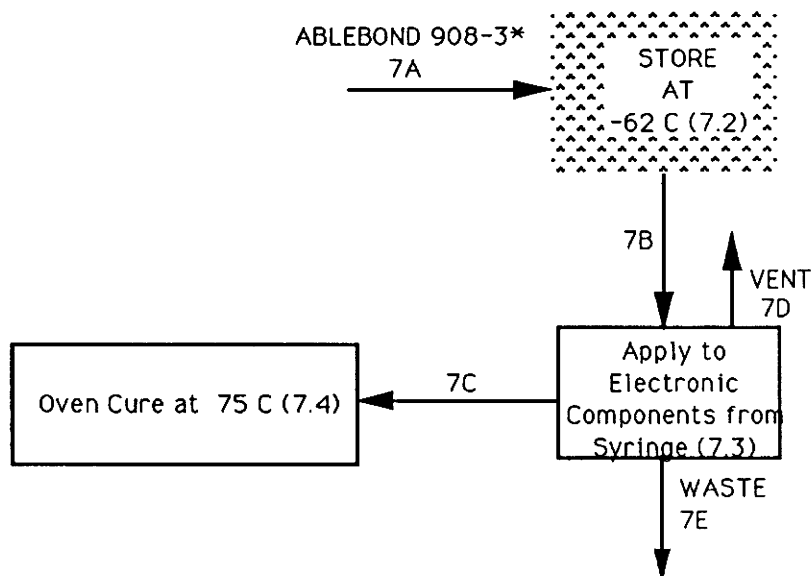 ABLEBOND 908-3*
7A
STORE
AT
-62 C (7.2)
7B
VENT
7D
Apply to
Electronic
Components from
Syringe (7.3)
7C
Oven Cure at 75 C (7.4)
WASTE
7E